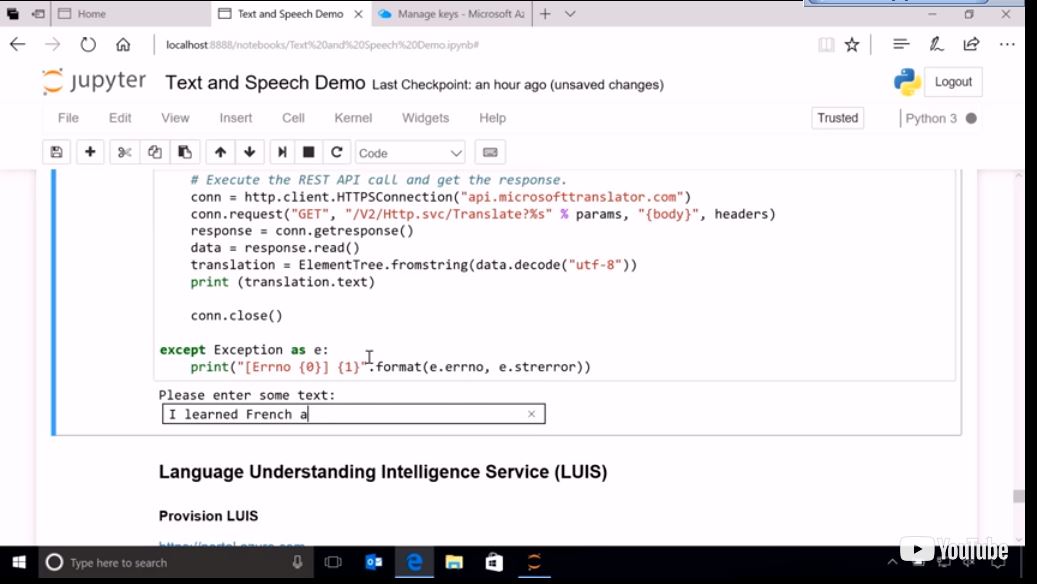 Home
Text and Speech Demo
Manage keys - Microsoft Az
localhost:8888/notebooks/Text%20and%20Speech%20Demo.ipynb#
jupyter Text and Speech Demo Last Checkpoint: an hour ago (unsaved changes)
Logout
File Edit View Insert Cell Kernel Widgets Help
Trusted
Python 3
Code
# Execute the REST API call and get the response.
conn = http.client.HTTPSConnection("api.microsofttranslator.com")
conn.request("GET", "/V2/Http.svc/Translate?%s" % params, "{body}", headers)
response = conn.getresponse()
data = response.read()
translation = ElementTree.fromstring(data.decode("utf-8"))
print (translation.text)
conn.close()
except Exception as e:
print("[Errno {0}] {1}".format(e.errno, e.strerror))
Please enter some text:
I learned French a
Language Understanding Intelligence Service (LUIS)
Provision LUIS
Type here to search
YouTube